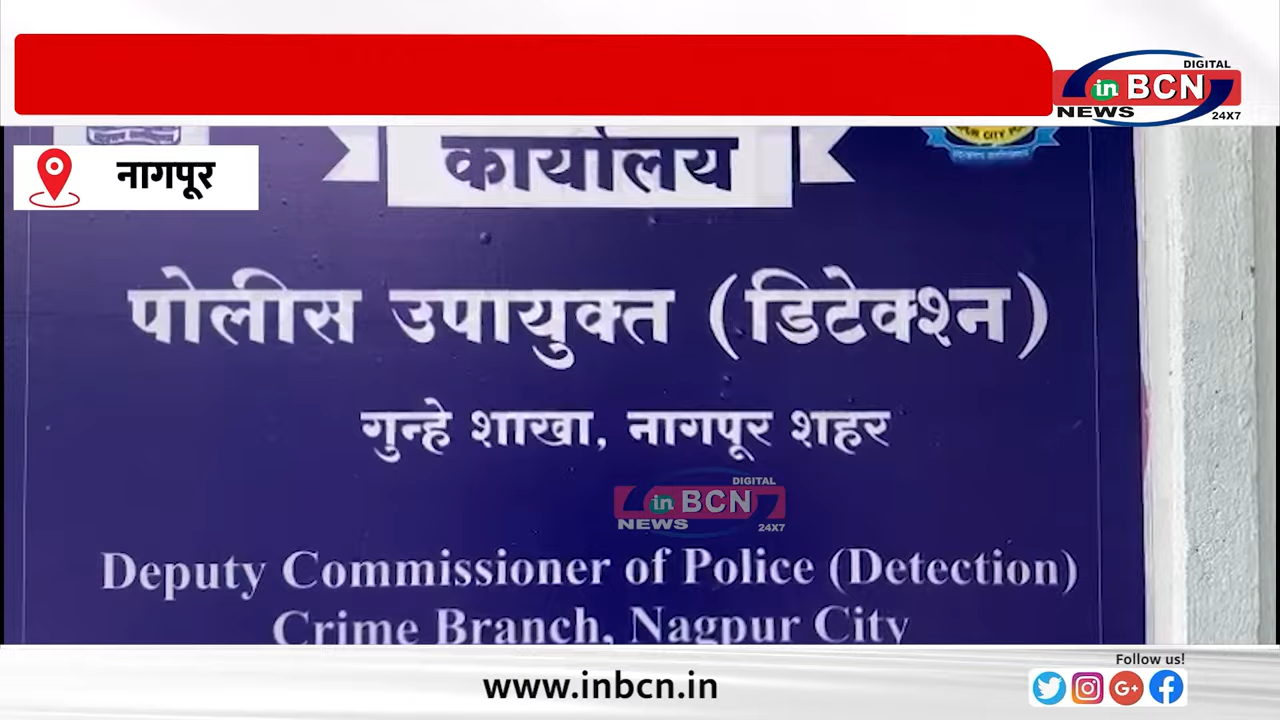 DIGITAL
in BCN
NEWS 24X7
नागपूर
कार्यालय
पोलीस उपायुक्त (डिटेक्श्न)
गुन्हे शाखा, नागपूर शहर
DIGITAL
in BCN
NEWS 24X7
Deputy Commissioner of Police (Detection)
Crime Branch, Nagpur City
Follow us!
www.inbcn.in